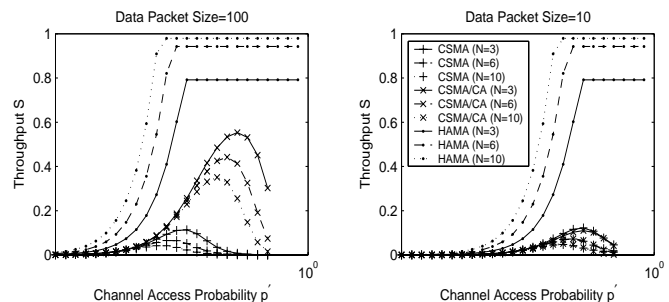 Data Packet Size=100
Throughput S
1
0.8
0.6
0.4
0.2
0
10^0
Channel Access Probability p′
Data Packet Size=10
Throughput S
1
0.8
0.6
0.4
0.2
0
CSMA (N=3)
CSMA (N=6)
CSMA (N=10)
CSMA/CA (N=3)
CSMA/CA (N=6)
CSMA/CA (N=10)
HAMA (N=3)
HAMA (N=6)
HAMA (N=10)
10^0
Channel Access Probability p′